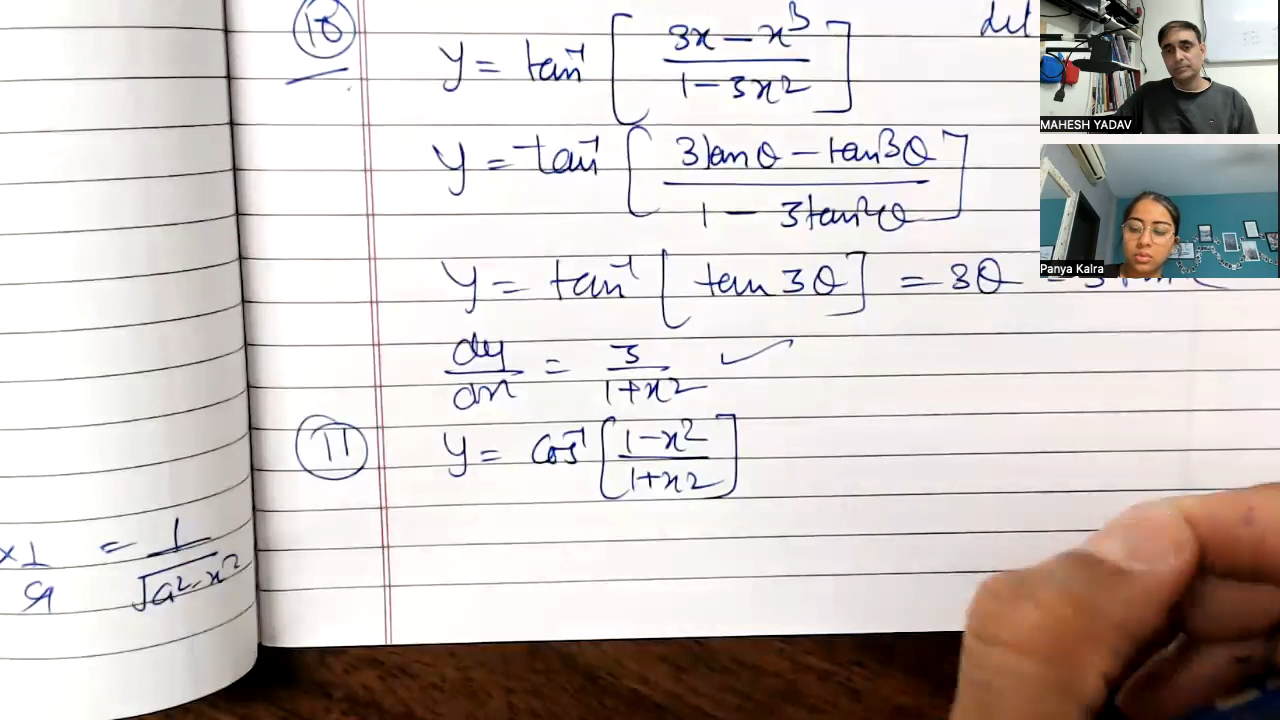 10 y = tan⁻¹ [ (3x − x³) / (1 − 3x²) ]
y = tan⁻¹ [ (3tanθ − tan³θ) / (1 − 3tan²θ) ]
y = tan⁻¹ [ tan 3θ ] = 3θ =
dy/dx = 3/(1+x²) ✓
11 y = cos⁻¹ [ (1−x²)/(1+x²) ]
= 1/√(a²−x²)
MAHESH YADAV
Panya Kalra